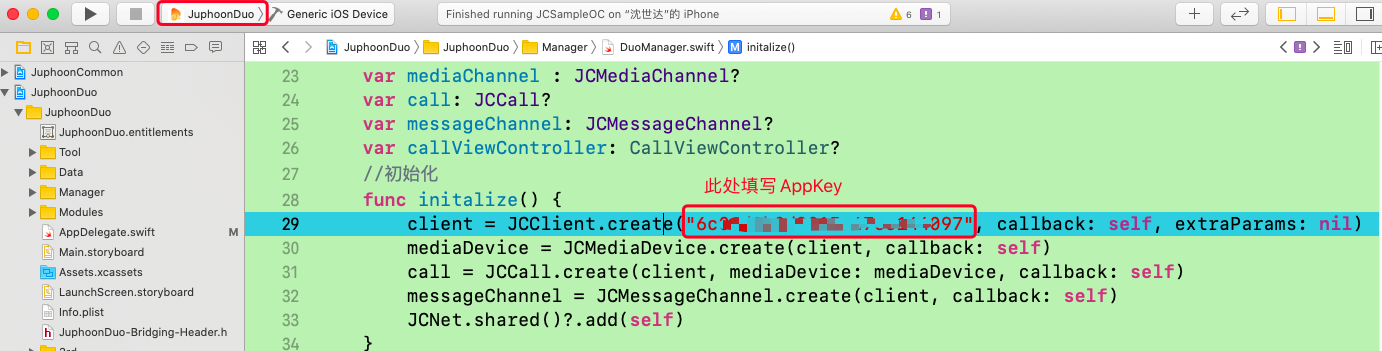 JuphoonDuo 〉 Generic iOS Device
Finished running JCSampleOC on “沈世达”的 iPhone
6 1
JuphoonDuo 〉 JuphoonDuo 〉 Manager 〉 DuoManager.swift 〉 M initalize()
JuphoonCommon
JuphoonDuo
JuphoonDuo
JuphoonDuo.entitlements
Tool
Data
Manager
Modules
AppDelegate.swift M
Main.storyboard
Assets.xcassets
LaunchScreen.storyboard
Info.plist
h JuphoonDuo-Bridging-Header.h
23 var mediaChannel : JCMediaChannel?
24 var call: JCCall?
25 var messageChannel: JCMessageChannel?
26 var callViewController: CallViewController?
27 //初始化
此处填写 AppKey
28 func initalize() {
29 client = JCClient.create("6c 097", callback: self, extraParams: nil)
30 mediaDevice = JCMediaDevice.create(client, callback: self)
31 call = JCCall.create(client, mediaDevice: mediaDevice, callback: self)
32 messageChannel = JCMessageChannel.create(client, callback: self)
33 JCNet.shared()?.add(self)
34 }